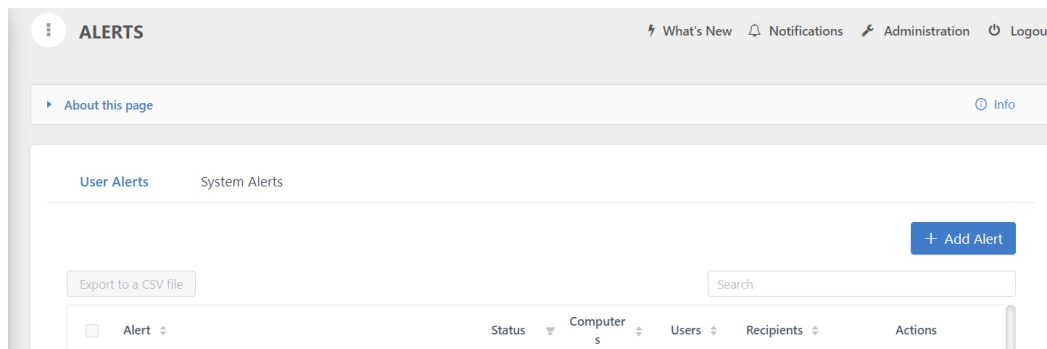 ALERTS
What's New Notifications Administration Logou
About this page Info
User Alerts System Alerts
+ Add Alert
Export to a CSV file Search
Alert Status Computer
s Users Recipients Actions